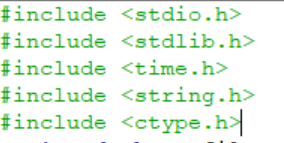 #include <stdio.h>
#include <stdlib.h>
#include <time.h>
#include <string.h>
#include <ctype.h>